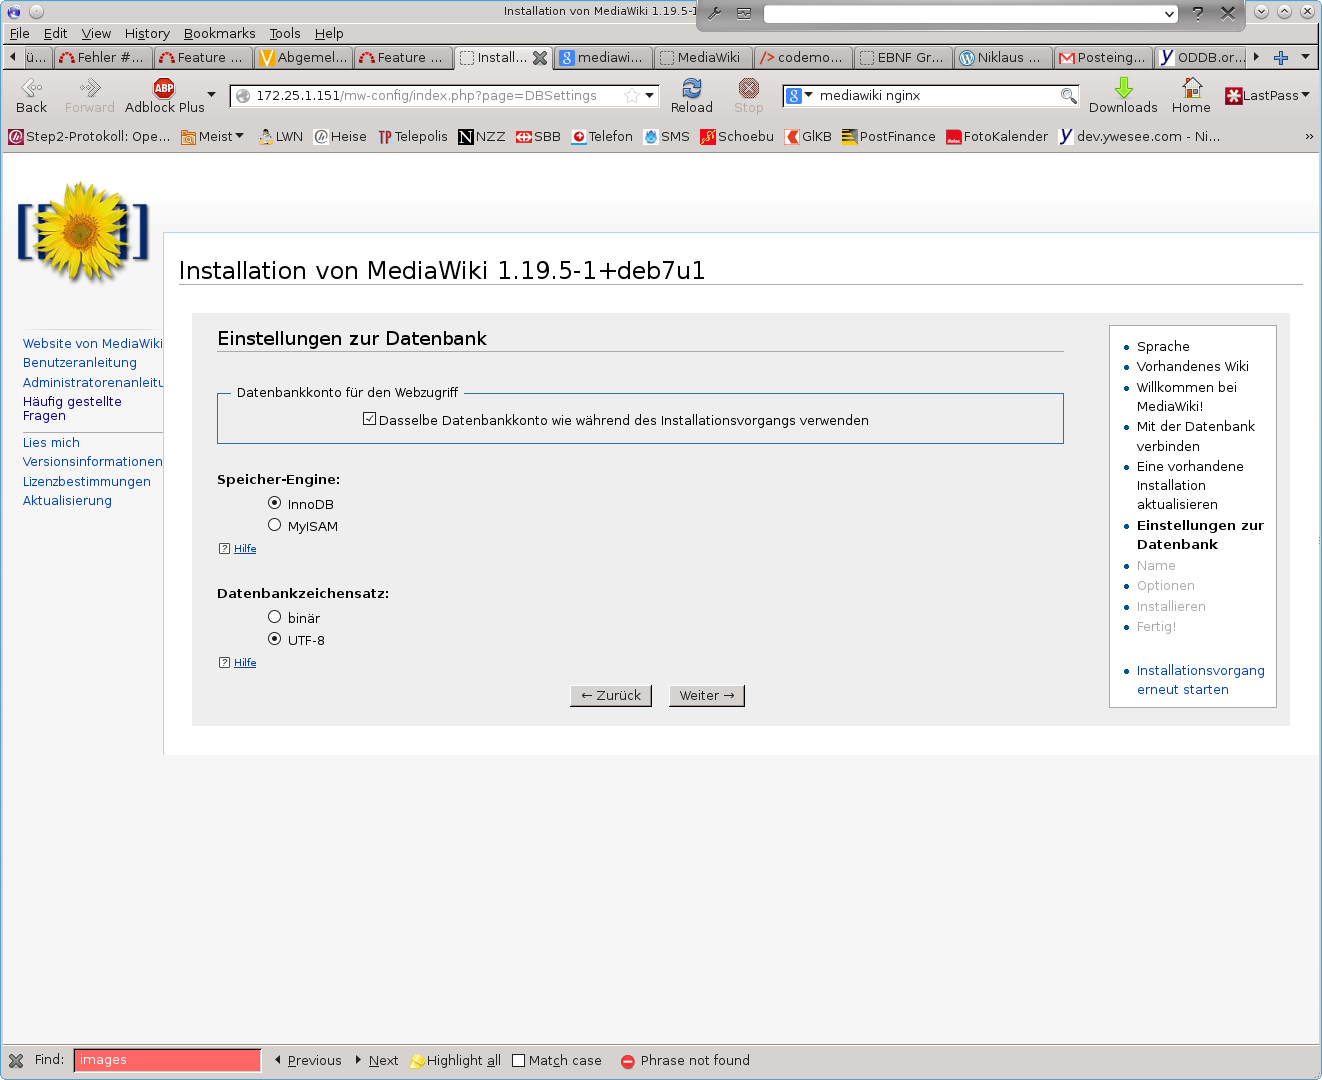 Installation von MediaWiki 1.19.5-1
File Edit View History Bookmarks Tools Help
ü... Fehler #... Feature ... Abgemel... Feature ... Install... mediawi... MediaWiki codemo... EBNF Gr... Niklaus ... Posteing... ODDB.or...
Back Forward Adblock Plus 172.25.1.151/mw-config/index.php?page=DBSettings Reload Stop mediawiki nginx Downloads Home LastPass
Step2-Protokoll: Ope... Meist LWN Heise Telepolis NZZ SBB Telefon SMS Schoebu GlKB PostFinance FotoKalender dev.ywesee.com - Ni... »
Installation von MediaWiki 1.19.5-1+deb7u1
Website von MediaWiki
Benutzeranleitung
Administratorenanleitu
Häufig gestellte
Fragen
Lies mich
Versionsinformationen
Lizenzbestimmungen
Aktualisierung
Einstellungen zur Datenbank
Datenbankkonto für den Webzugriff
Dasselbe Datenbankkonto wie während des Installationsvorgangs verwenden
Speicher-Engine:
InnoDB
MyISAM
Hilfe
Datenbankzeichensatz:
binär
UTF-8
Hilfe
← Zurück Weiter →
Sprache
Vorhandenes Wiki
Willkommen bei
MediaWiki!
Mit der Datenbank
verbinden
Eine vorhandene
Installation
aktualisieren
Einstellungen zur
Datenbank
Name
Optionen
Installieren
Fertig!
Installationsvorgang
erneut starten
Find: images Previous Next Highlight all Match case Phrase not found